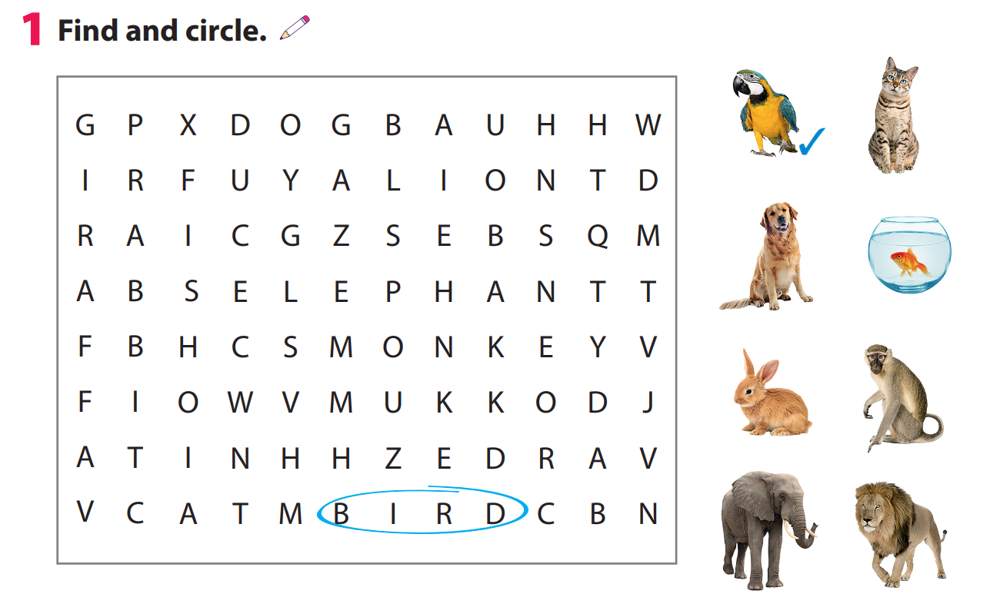 1 Find and circle.
G P X D O G B A U H H W
I R F U Y A L I O N T D
R A I C G Z S E B S Q M
A B S E L E P H A N T T
F B H C S M O N K E Y V
F I O W V M U K K O D J
A T I N H H Z E D R A V
V C A T M B I R D C B N